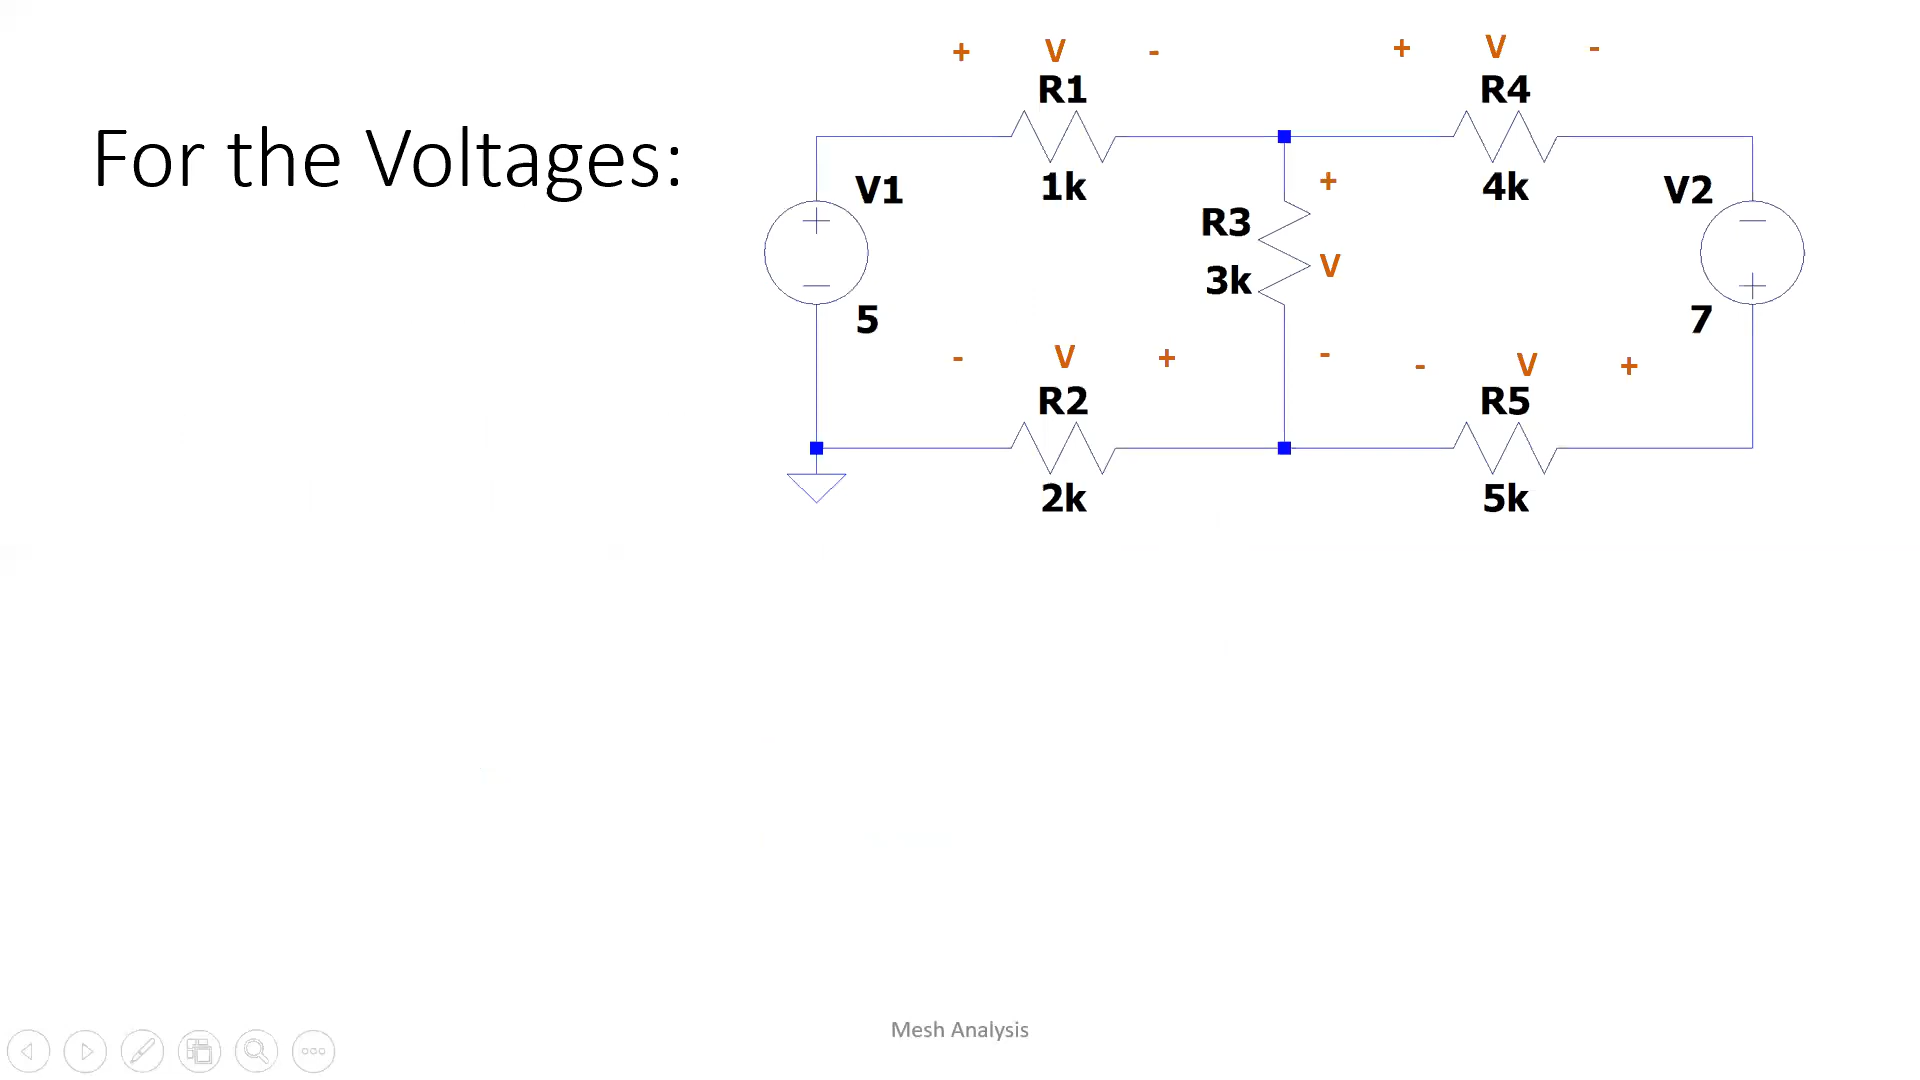 For the Voltages:
+ V - + V -
R1 R4
V1 1k + 4k V2
+ R3 -
3k V
- +
5 7
- V + - - V +
R2 R5
2k 5k
Mesh Analysis